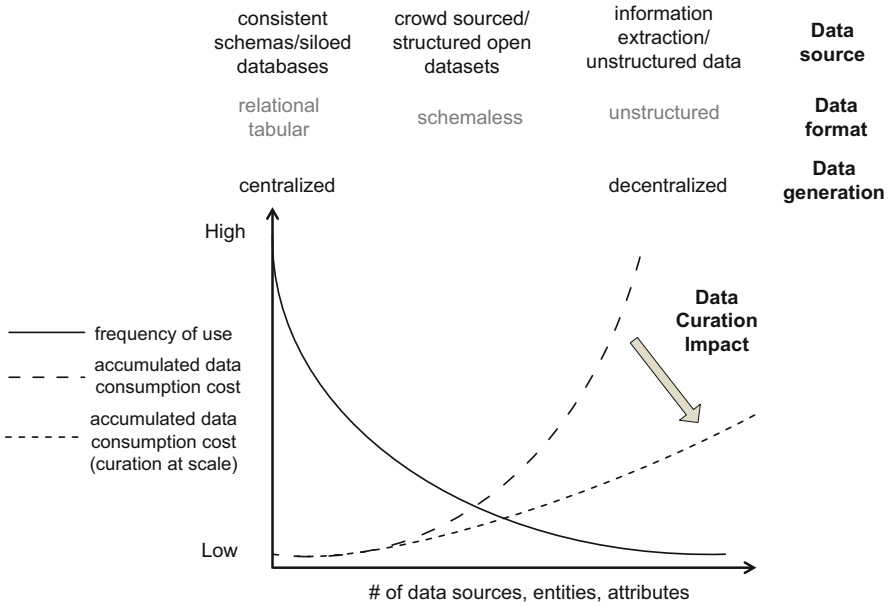 consistent
schemas/siloed
databases
crowd sourced/
structured open
datasets
information
extraction/
unstructured data
Data
source
relational
tabular
schemaless
unstructured
Data
format
centralized
decentralized
Data
generation
High
Low
frequency of use
accumulated data
consumption cost
accumulated data
consumption cost
(curation at scale)
Data
Curation
Impact
# of data sources, entities, attributes